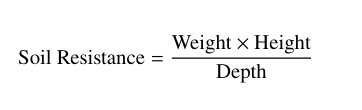 Soil Resistance = Weight × Height / Depth